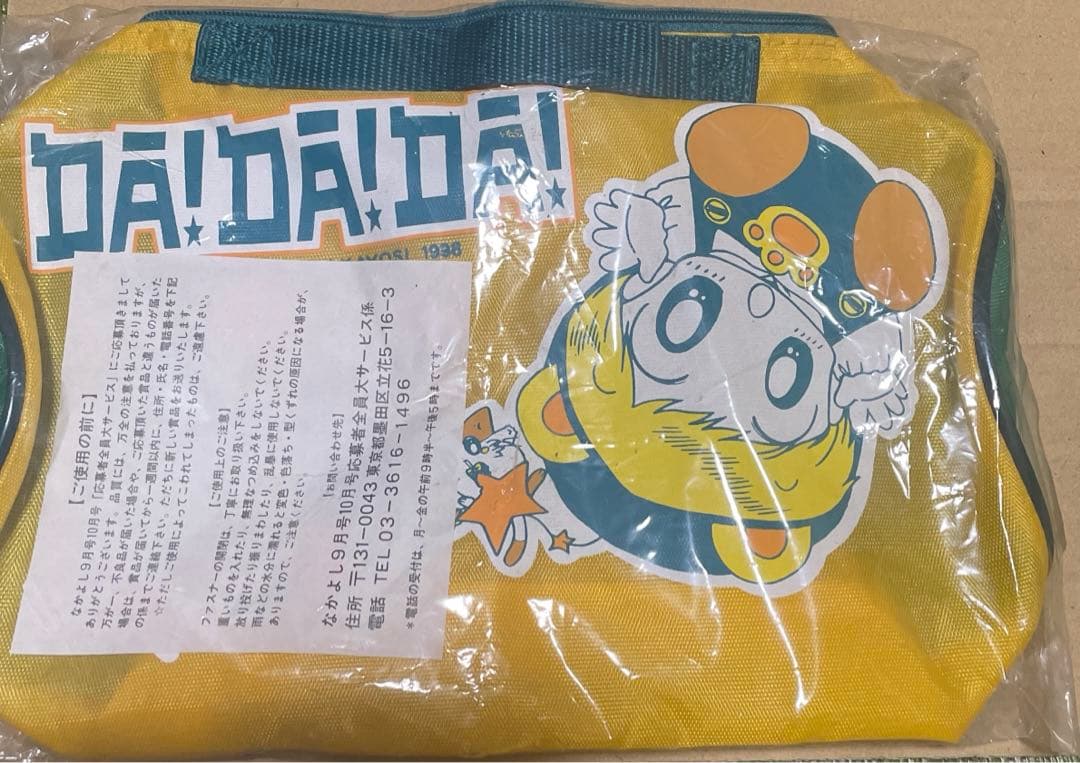 DA!DA!DA!
AYOSI 1998
【ご使用の前に】
なかよし9月号10月号「応募者全員大サービス」にご応募頂きまして
ありがとうございます。品質には、万全の注意を払っておりますが、
万が一、不良品が届いた場合や、ご応募頂いた賞品と違うものが届いた
場合は、賞品が届いてから一週間以内に、住所・氏名・電話番号を下記
の係までご連絡下さい。ただちに新しい賞品をお送りいたします。
☆ただしご使用によってこわれてしまったものは、ご遠慮下さい。
【ご使用上のご注意】
ファスナーの開閉は、丁寧にお取り扱い下さい。
重いものを入れたり、無理なつめ込みをしないでください。
放り投げたり振りまわしたり、乱暴に使用しないでください。
雨などの水分に濡れると変色・色落ち・型くずれの原因になる場合が、
ありますので、ご注意ください。
【お問い合わせ先】
なかよし9月号10月号応募者全員大サービス係
住所 〒131-0043 東京都墨田区立花5-16-3
電話 TEL 03-3616-1496
*電話の受付は、月～金の午前9時半～午後5時までです。